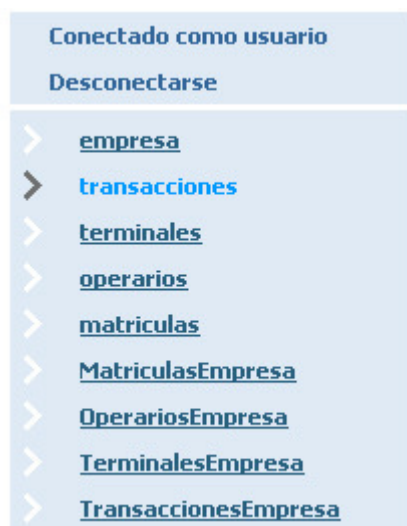 Conectado como usuario
Desconectarse
empresa
transacciones
terminales
operarios
matriculas
MatriculasEmpresa
OperariosEmpresa
TerminalesEmpresa
TransaccionesEmpresa